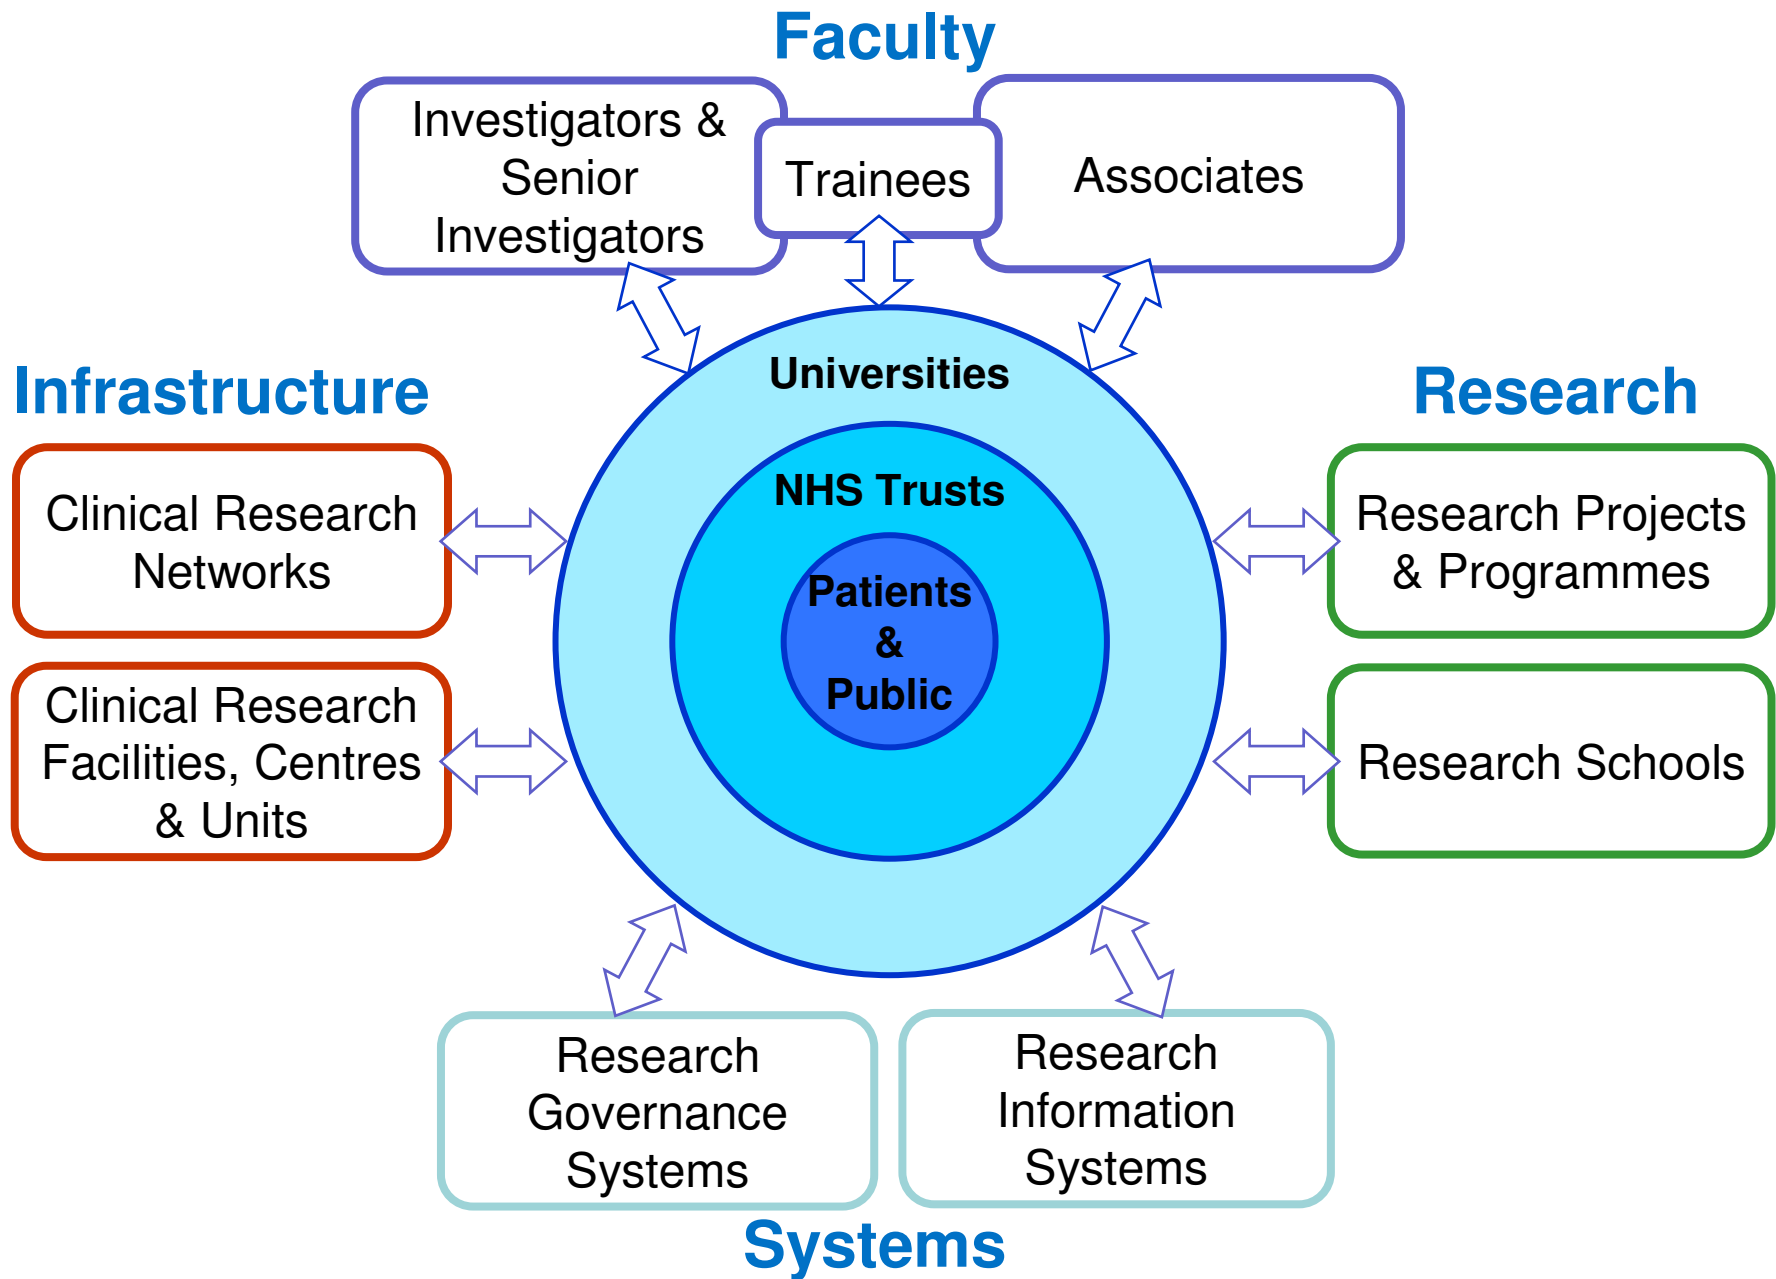 Faculty
Investigators &
Senior
Investigators
Trainees
Associates
Infrastructure
Clinical Research
Networks
Clinical Research
Facilities, Centres
& Units
Universities
NHS Trusts
Patients
&
Public
Research
Research Projects
& Programmes
Research Schools
Research
Governance
Systems
Research
Information
Systems
Systems